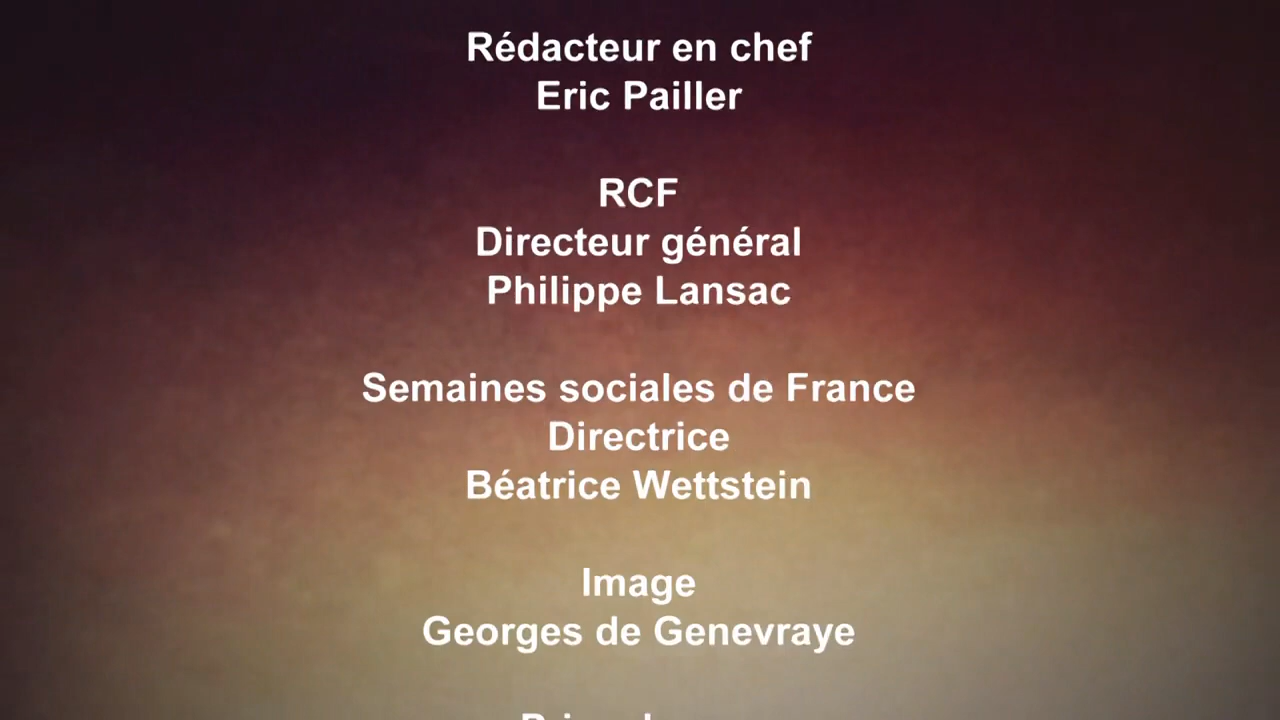 Rédacteur en chef
Eric Pailler
RCF
Directeur général
Philippe Lansac
Semaines sociales de France
Directrice
Béatrice Wettstein
Image
Georges de Genevraye